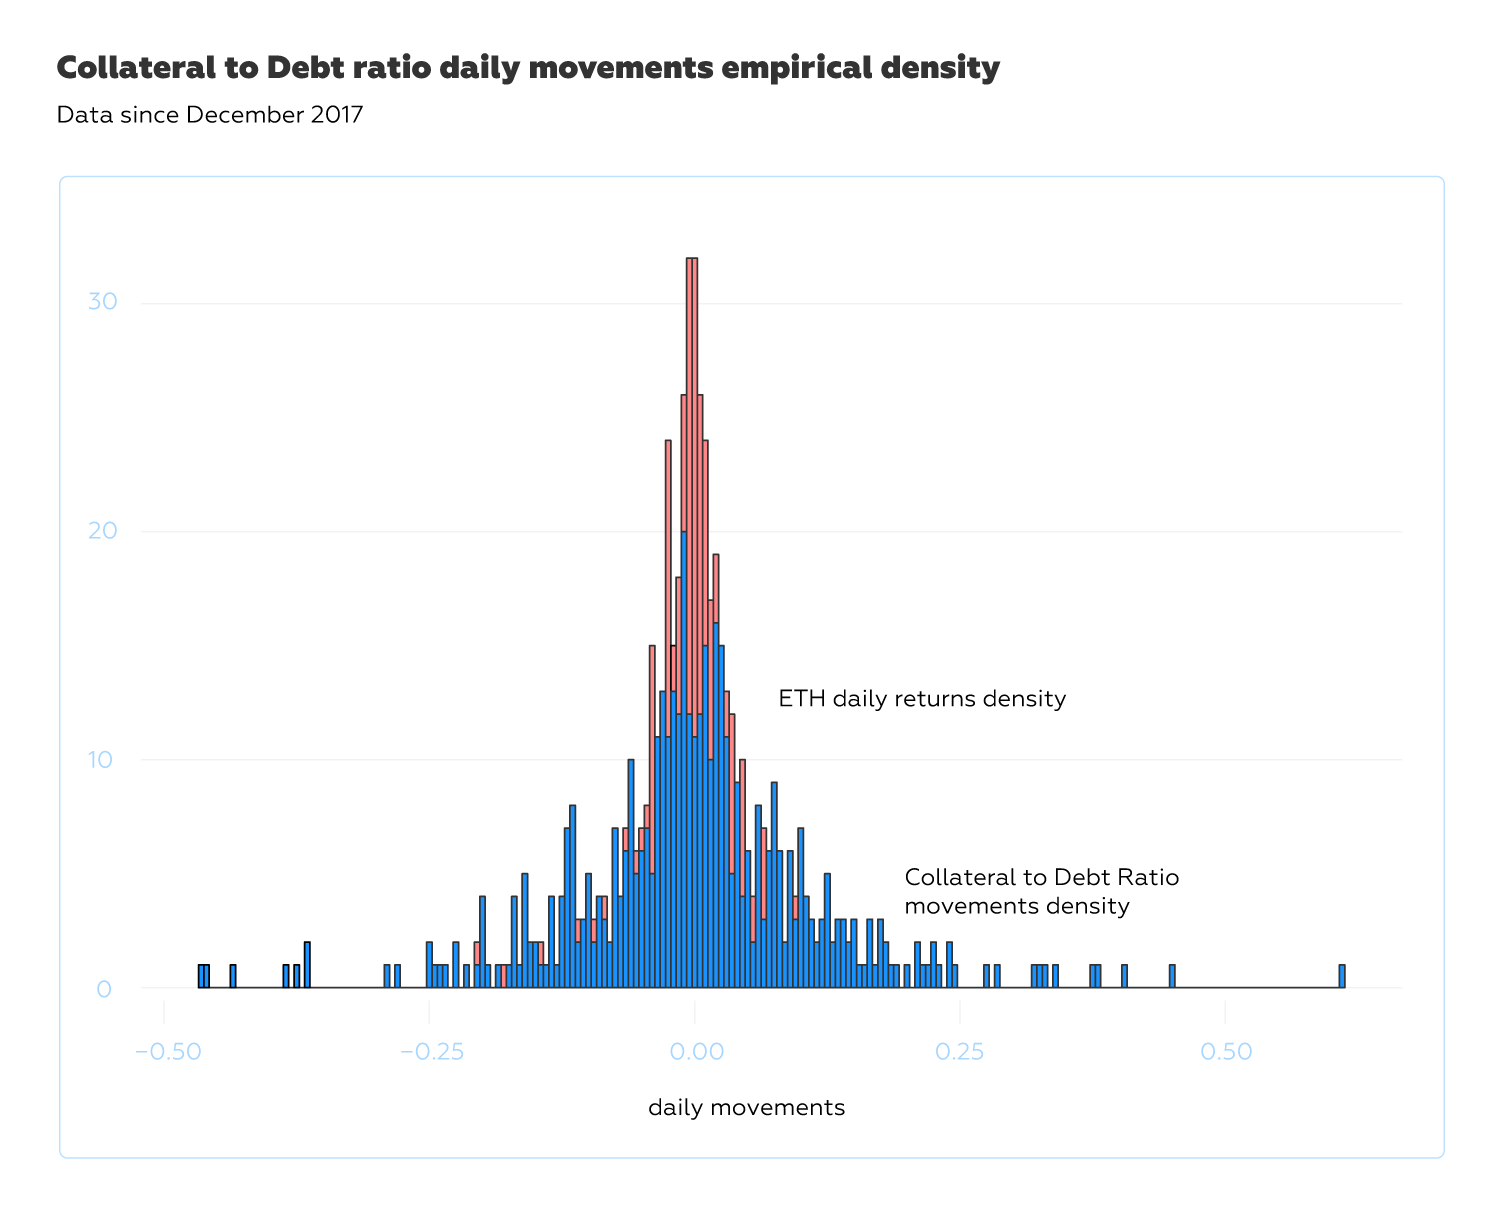 Collateral to Debt ratio daily movements empirical density
Data since December 2017
30
20
ETH daily returns density
10
Collateral to Debt Ratio
movements density
0
−0.50 −0.25 0.00 0.25 0.50
daily movements